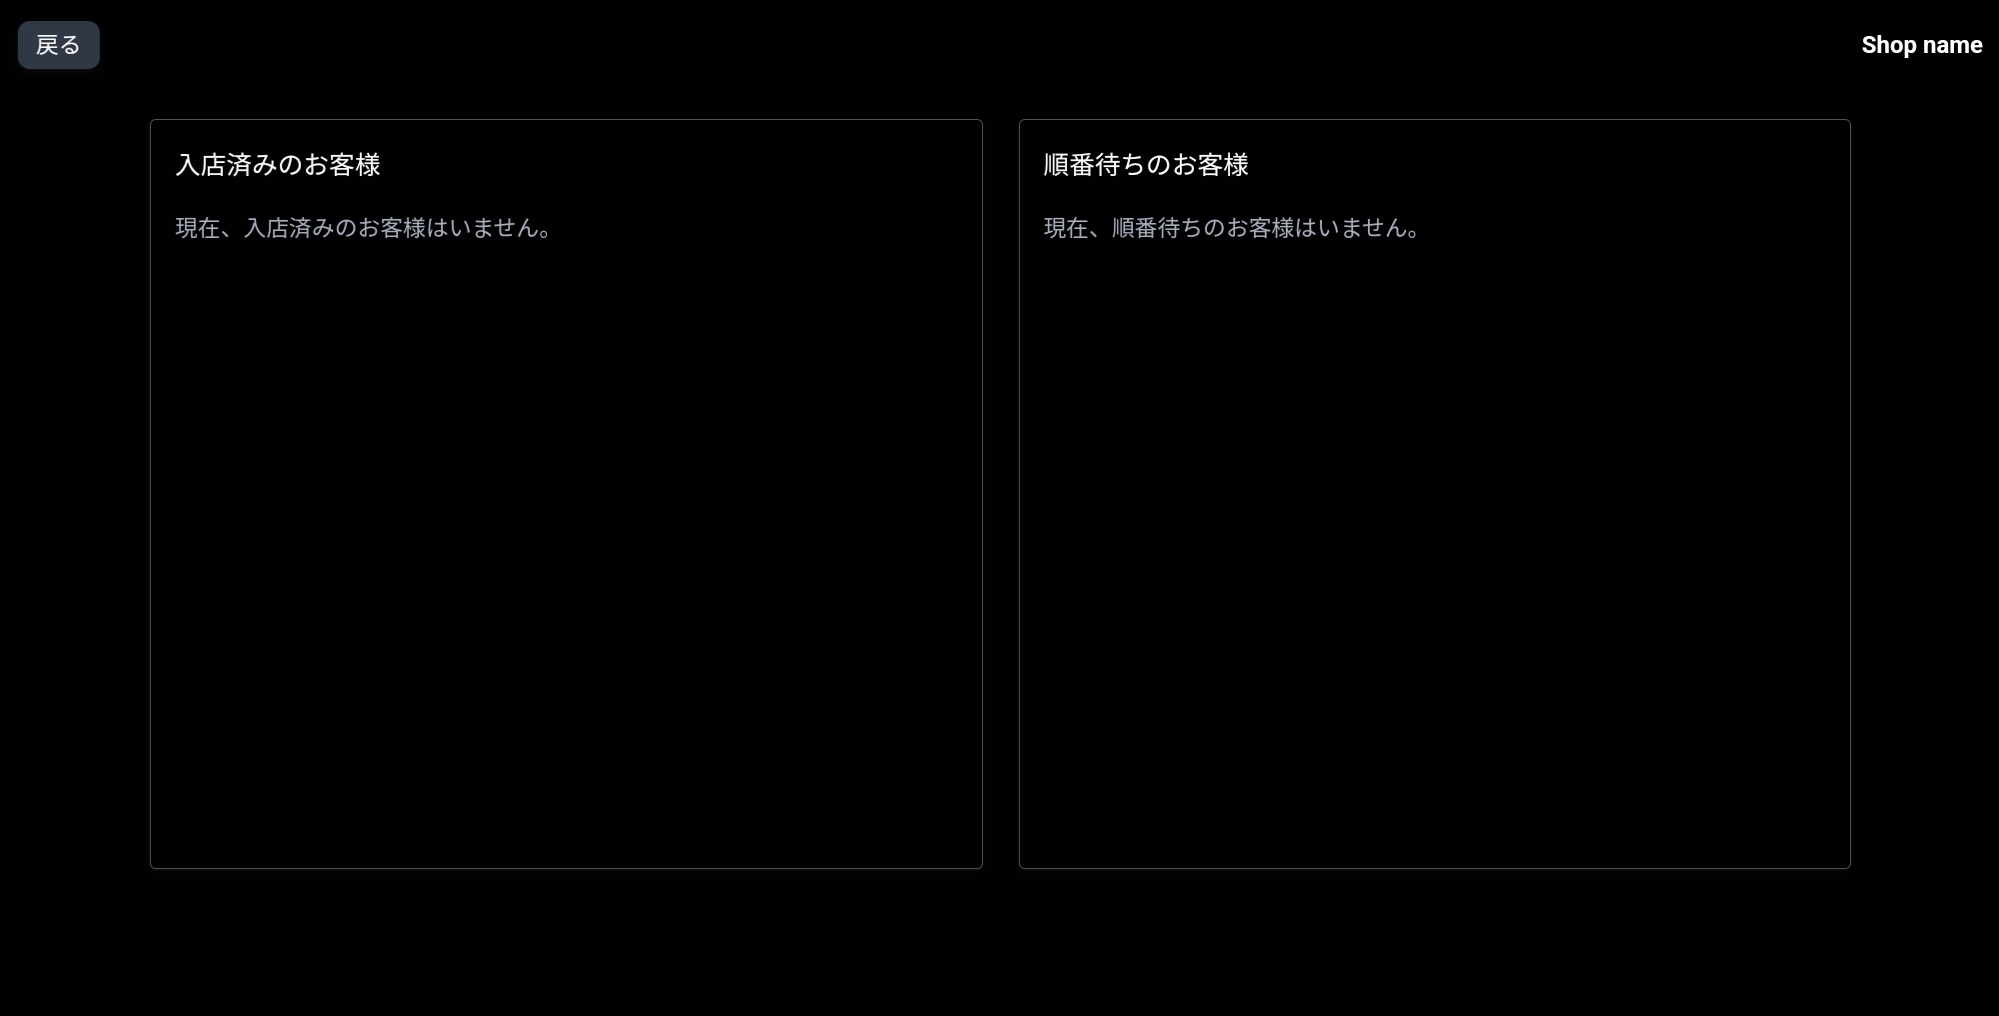 戻る
Shop name
入店済みのお客様
現在、入店済みのお客様はいません。
順番待ちのお客様
現在、順番待ちのお客様はいません。